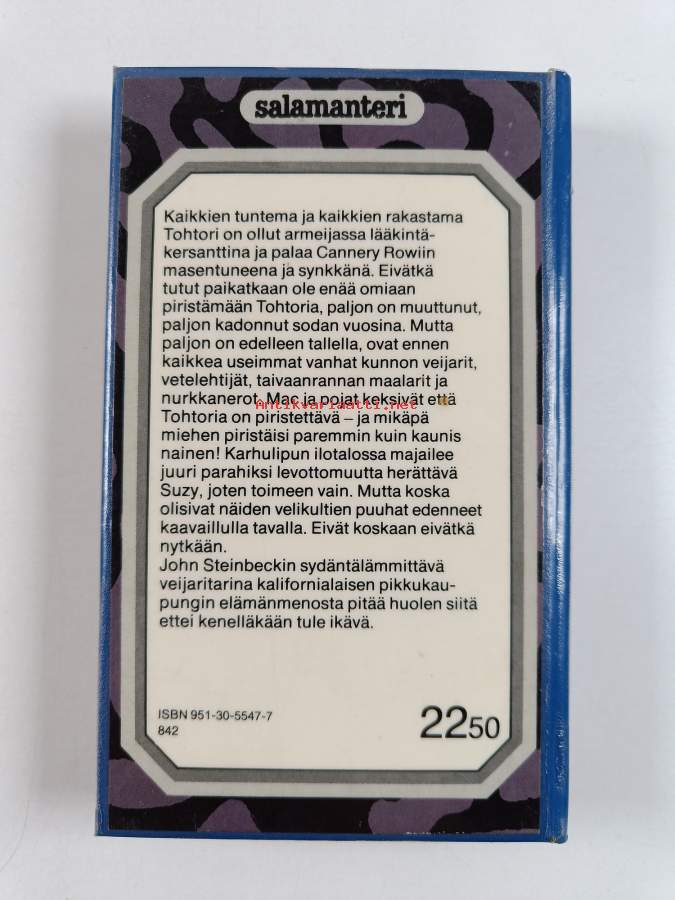 salamanteri
Kaikkien tuntema ja kaikkien rakastama
Tohtori on ollut armeijassa lääkintä-
kersanttina ja palaa Cannery Rowiin
masentuneena ja synkkänä. Eivätkä
tutut paikatkaan ole enää omiaan
piristämään Tohtoria, paljon on muuttunut,
paljon kadonnut sodan vuosina. Mutta
paljon on edelleen tallella, ovat ennen
kaikkea useimmat vanhat kunnon veijarit,
vetelehtijät, taivaanrannan maalarit ja
nurkkanerot. Mac ja pojat keksivät että
Antikvariaatti.net
Tohtoria on piristettävä – ja mikäpä
miehen piristäisi paremmin kuin kaunis
nainen! Karhulipun ilotalossa majailee
juuri parahiksi levottomuutta herättävä
Suzy, joten toimeen vain. Mutta koska
olisivat näiden velikultien puuhat edenneet
kaavaillulla tavalla. Eivät koskaan eivätkä
nytkään.
John Steinbeckin sydäntälämmittävä
veijaritarina kalifornialaisen pikkukau-
pungin elämänmenosta pitää huolen siitä
ettei kenelläkään tule ikävä.
ISBN 951-30-5547-7
842
2250